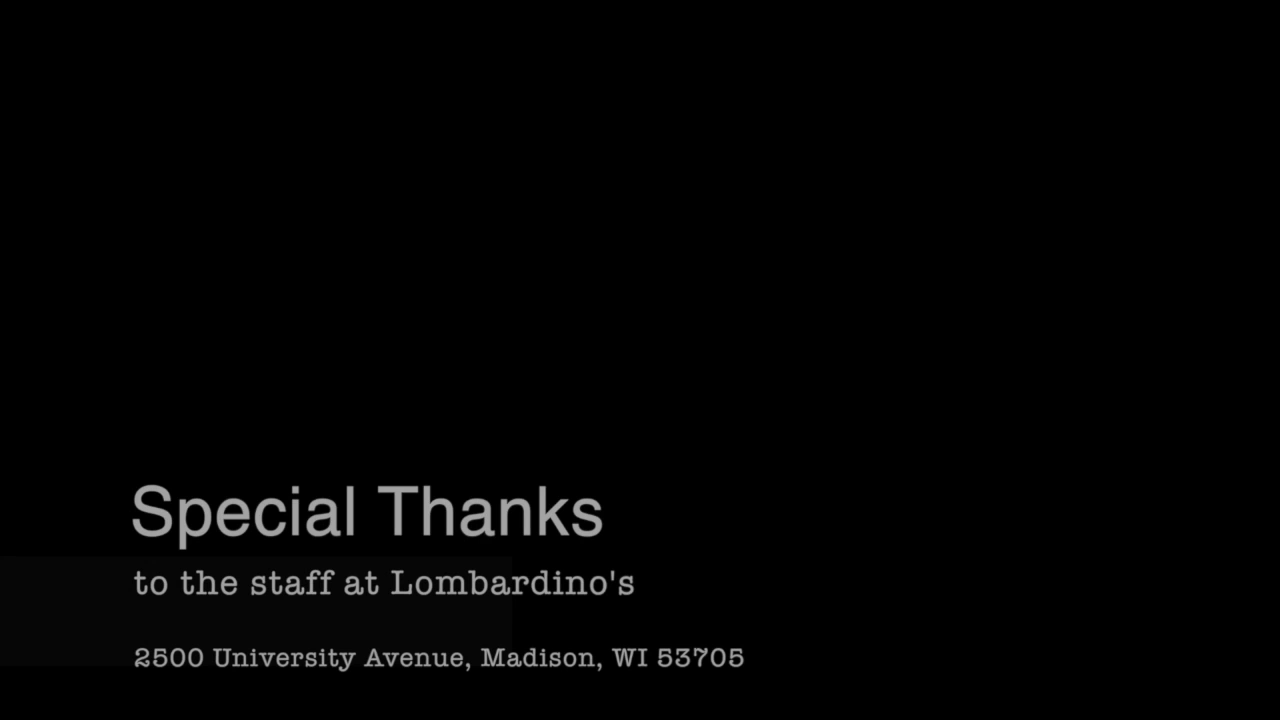 Special Thanks
to the staff at Lombardino's
2500 University Avenue, Madison, WI 53705